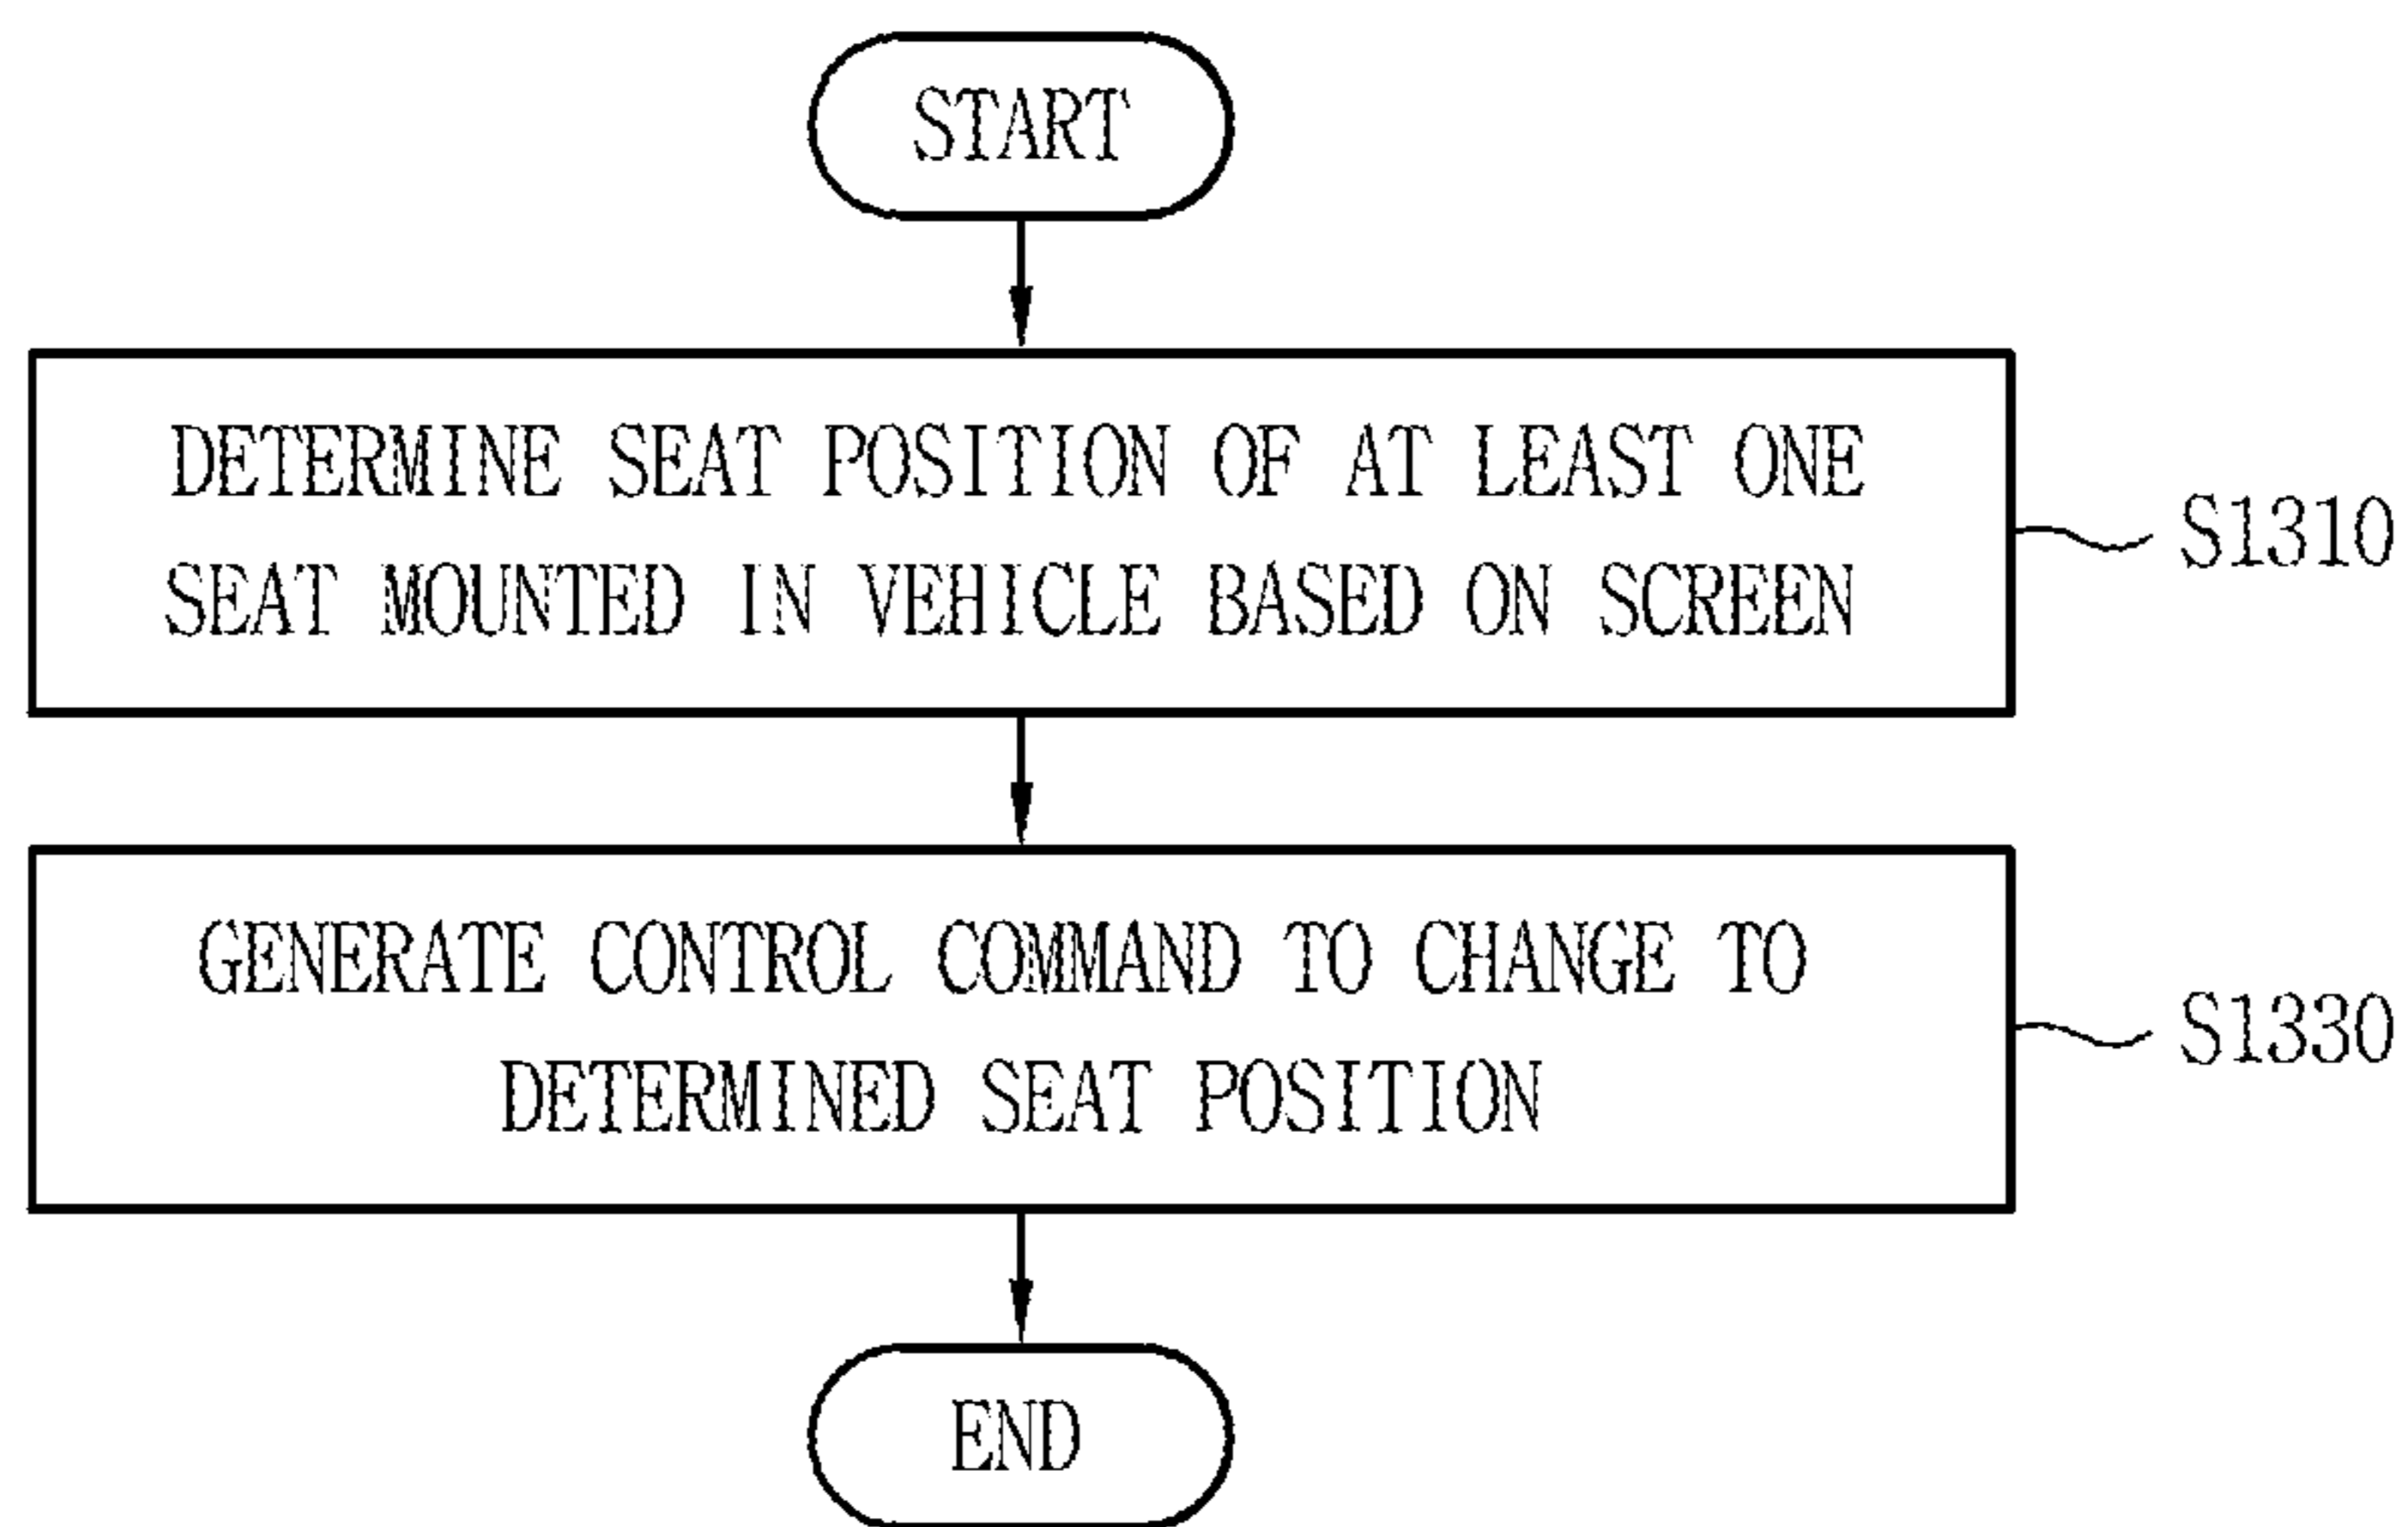 START
DETERMINE SEAT POSITION OF AT LEAST ONE
SEAT MOUNTED IN VEHICLE BASED ON SCREEN
S1310
GENERATE CONTROL COMMAND TO CHANGE TO
DETERMINED SEAT POSITION
S1330
END